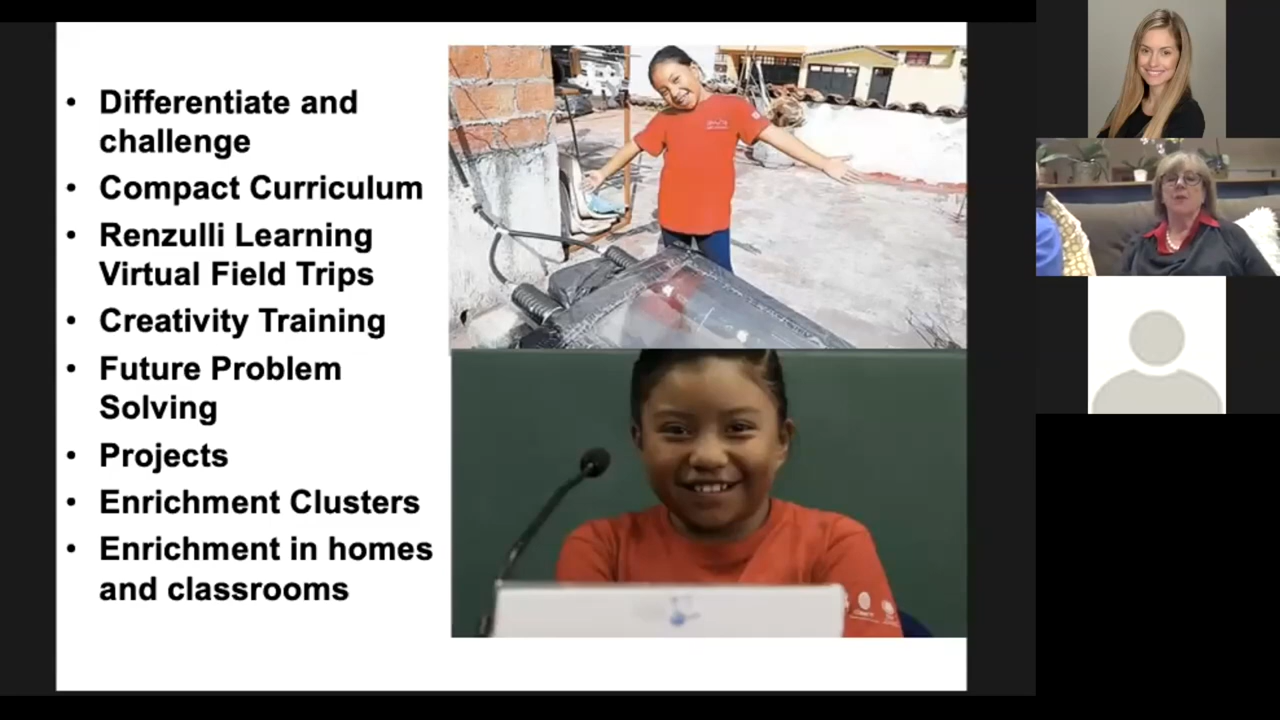 • Differentiate and
challenge
• Compact Curriculum
• Renzulli Learning
Virtual Field Trips
• Creativity Training
• Future Problem
Solving
• Projects
• Enrichment Clusters
• Enrichment in homes
and classrooms